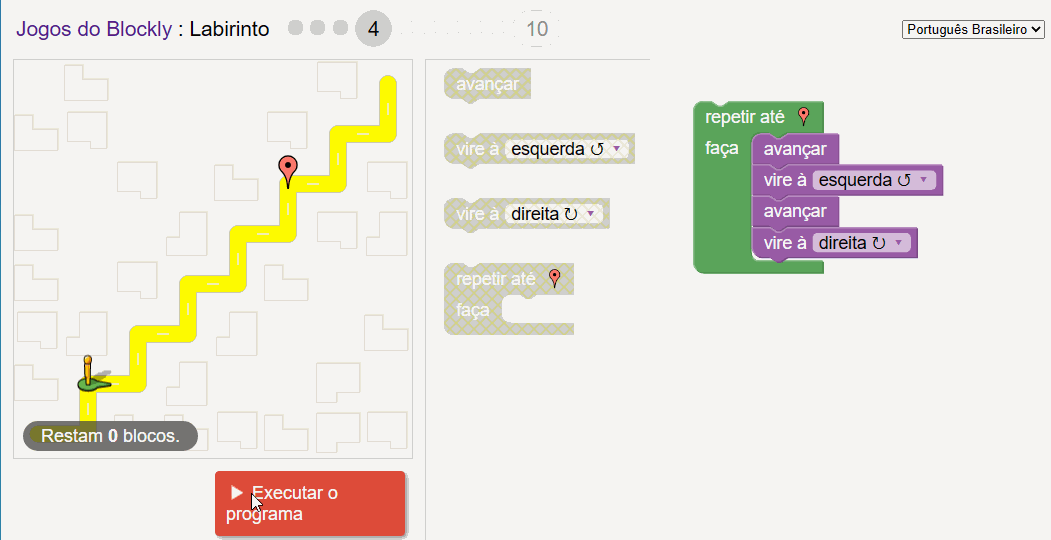 Jogos do Blockly : Labirinto 4 10 Português Brasileiro
avançar
vire à esquerda ↺
vire à direita ↻
repetir até
faça
repetir até
faça avançar
vire à esquerda ↺
avançar
vire à direita ↻
Restam 0 blocos.
Executar o
programa